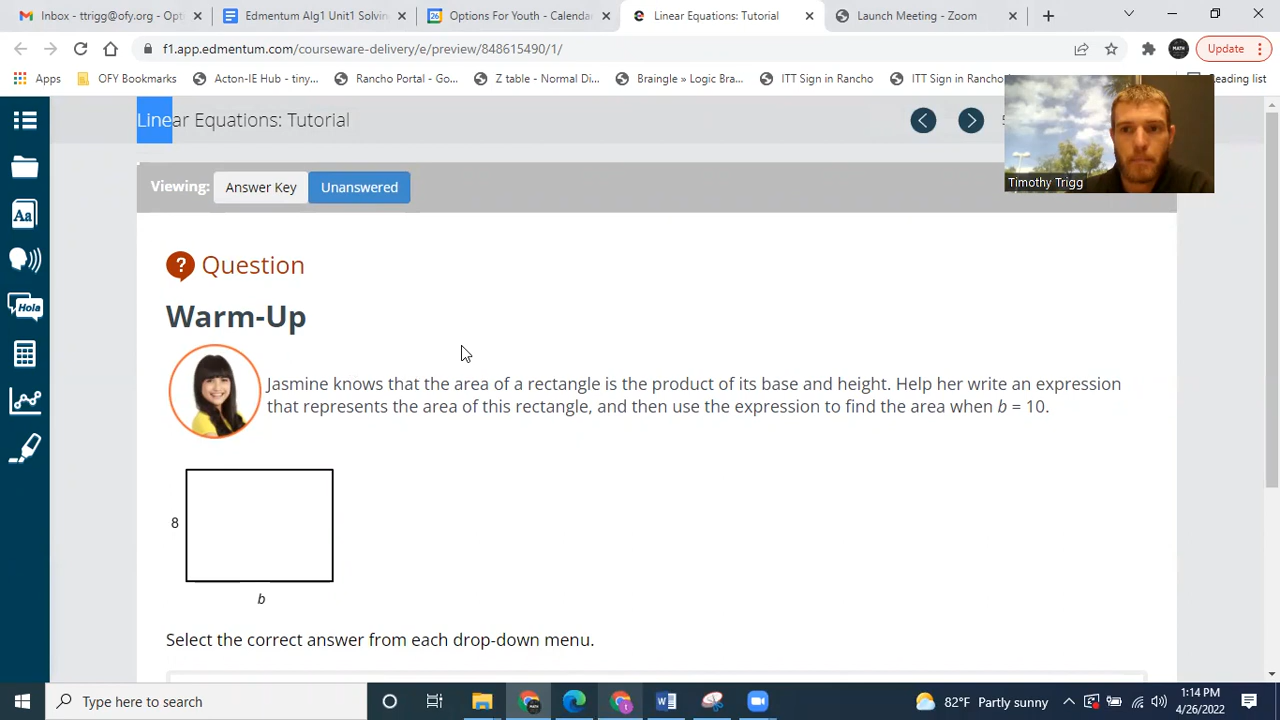 Inbox - ttrigg@ofy.org - Opti
Edmentum Alg1 Unit1 Solvin
Options For Youth - Calenda
Linear Equations: Tutorial
Launch Meeting - Zoom
f1.app.edmentum.com/courseware-delivery/e/preview/848615490/1/
Update
Apps
OFY Bookmarks
Acton-IE Hub - tiny...
Rancho Portal - Go...
Z table - Normal Di...
Braingle » Logic Bra...
ITT Sign in Rancho
ITT Sign in Rancho
Reading list
Linear Equations: Tutorial
Timothy Trigg
Viewing:
Answer Key
Unanswered
Aa
Hola
? Question
Warm-Up
Jasmine knows that the area of a rectangle is the product of its base and height. Help her write an expression
that represents the area of this rectangle, and then use the expression to find the area when b = 10.
8
b
Select the correct answer from each drop-down menu.
Type here to search
82°F Partly sunny
1:14 PM
4/26/2022